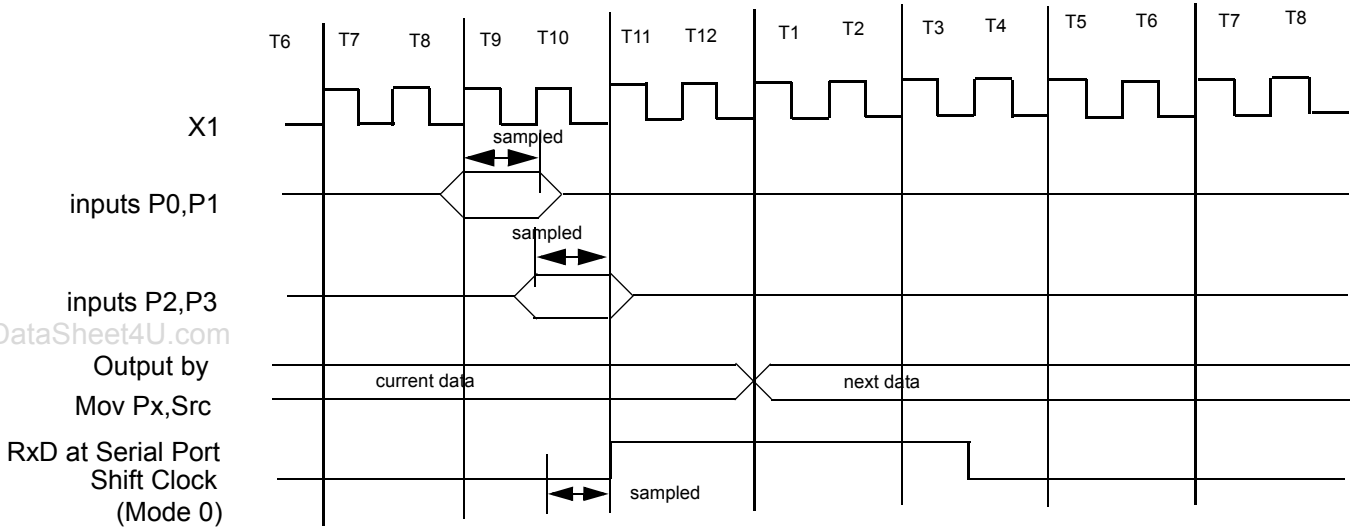 T6 T7 T8 T9 T10 T11 T12 T1 T2 T3 T4 T5 T6 T7 T8
X1
sampled
inputs P0,P1
sampled
inputs P2,P3
DataSheet4U.com
Output by
current data next data
Mov Px,Src
RxD at Serial Port
Shift Clock
sampled
(Mode 0)